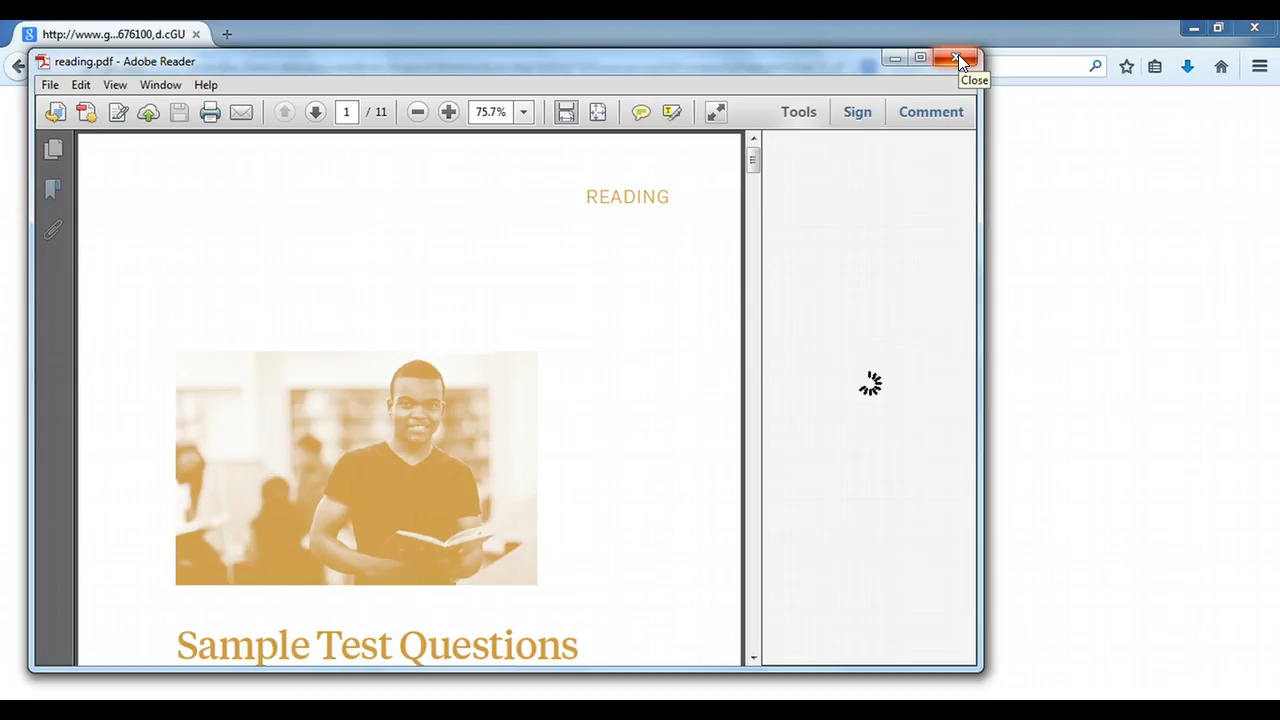 http://www.g...676100,d.cGU
reading.pdf - Adobe Reader
Close
File Edit View Window Help
1 / 11 75.7% Tools Sign Comment
READING
Sample Test Questions